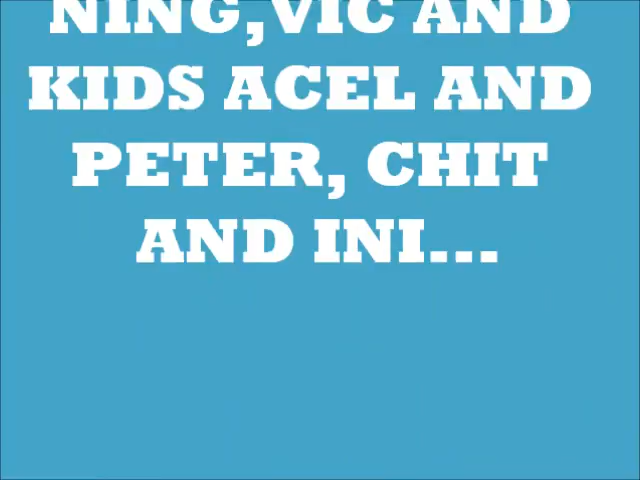 NING,VIC AND
KIDS ACEL AND
PETER, CHIT
AND INI...